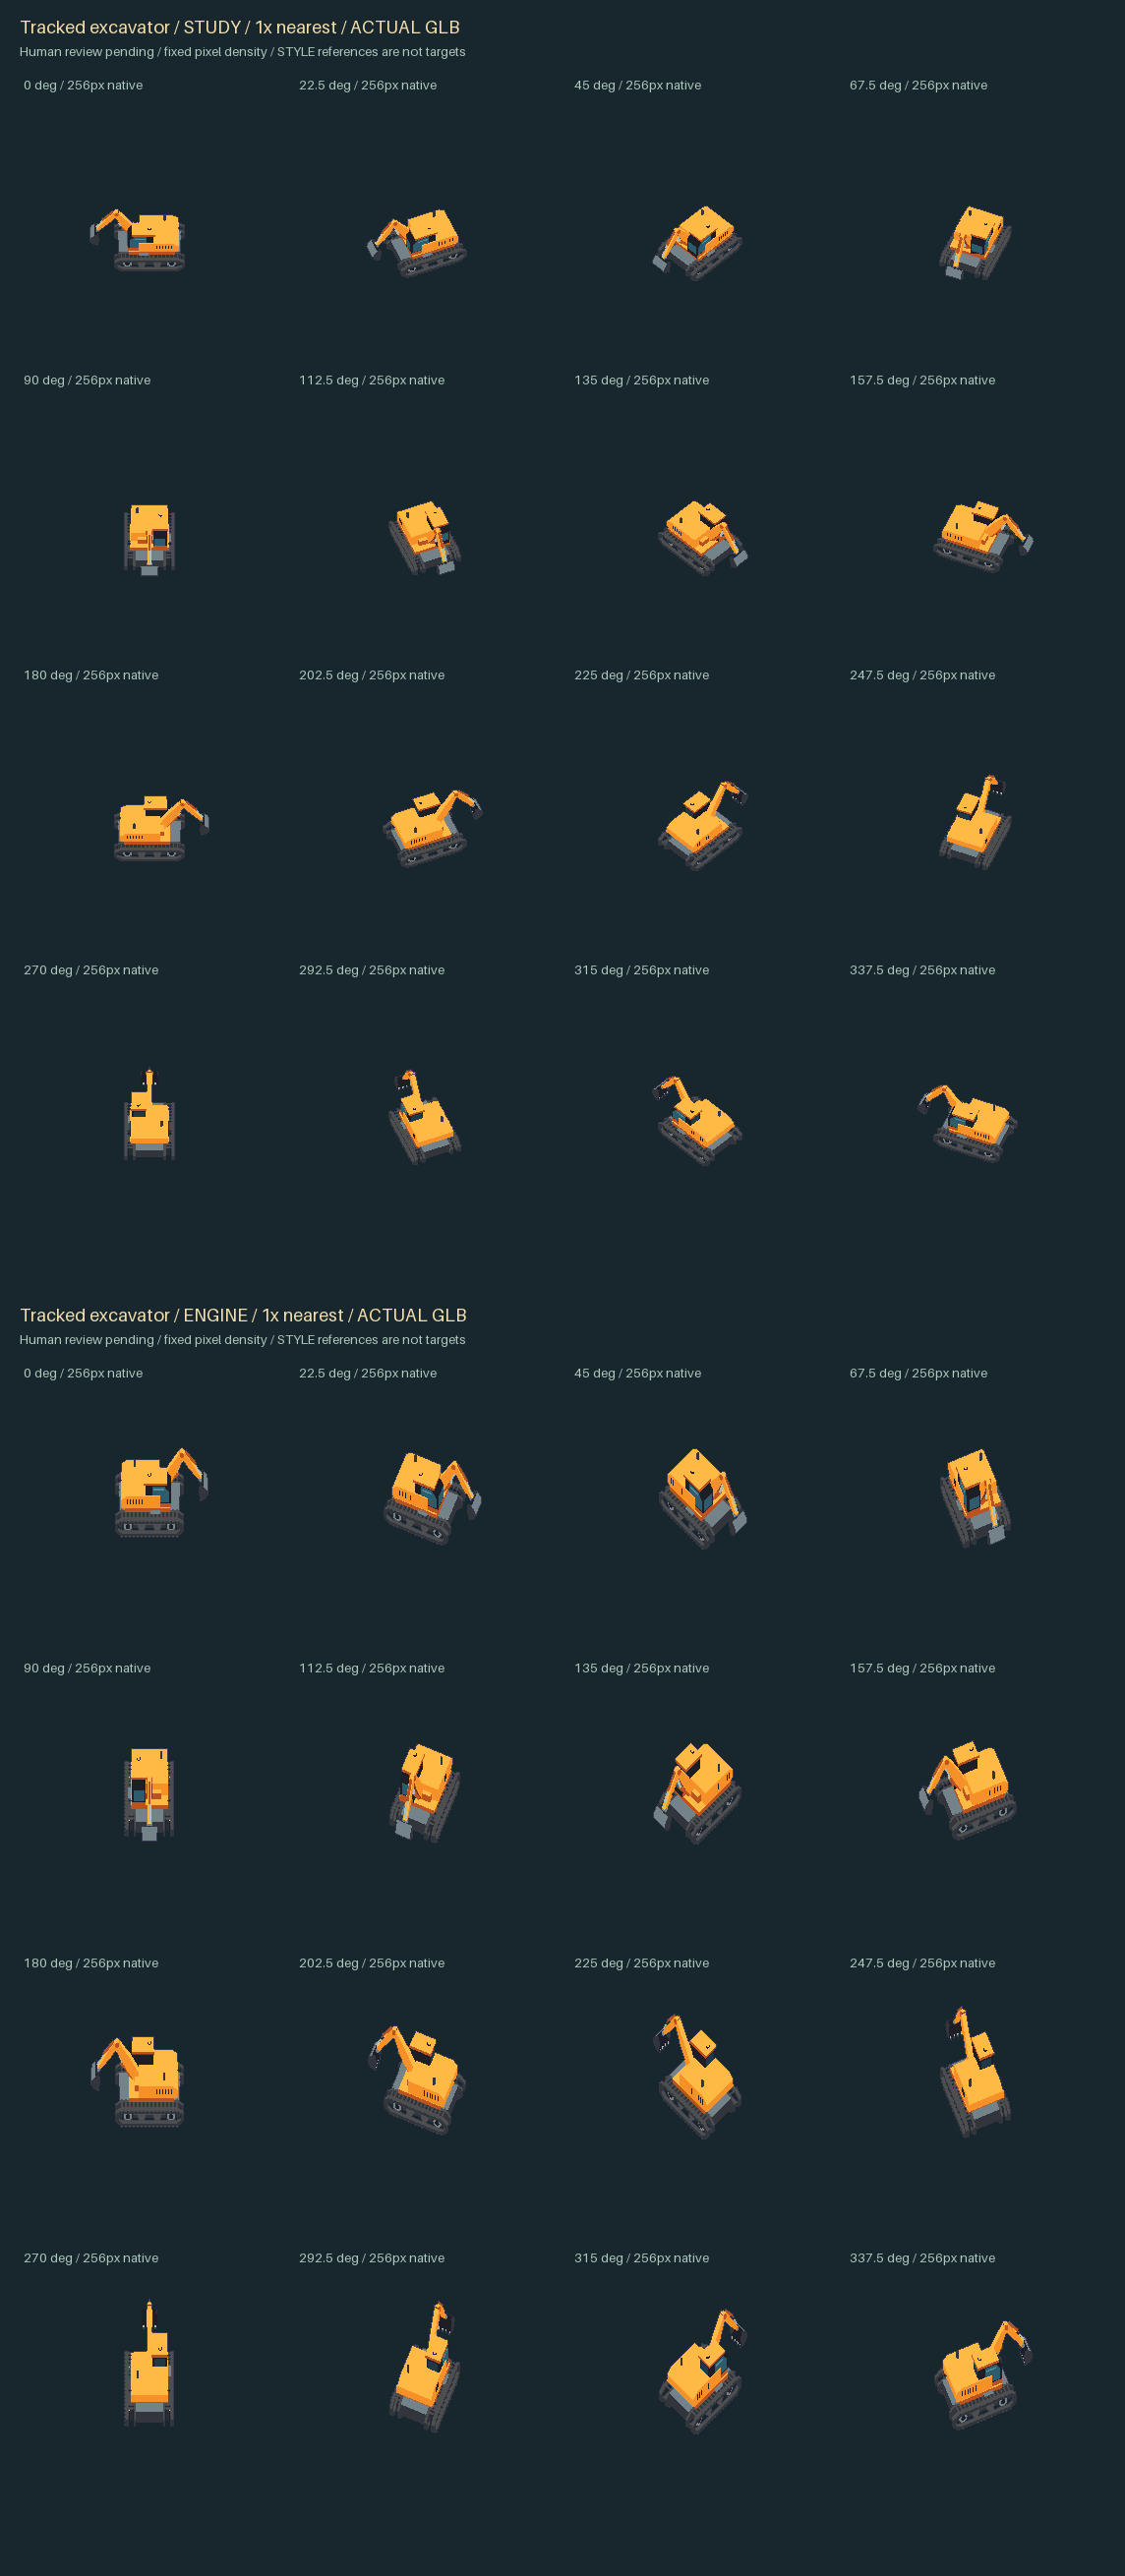 Tracked excavator / STUDY / 1x nearest / ACTUAL GLB
Human review pending / fixed pixel density / STYLE references are not targets
0 deg / 256px native
22.5 deg / 256px native
45 deg / 256px native
67.5 deg / 256px native
90 deg / 256px native
112.5 deg / 256px native
135 deg / 256px native
157.5 deg / 256px native
180 deg / 256px native
202.5 deg / 256px native
225 deg / 256px native
247.5 deg / 256px native
270 deg / 256px native
292.5 deg / 256px native
315 deg / 256px native
337.5 deg / 256px native
Tracked excavator / ENGINE / 1x nearest / ACTUAL GLB
Human review pending / fixed pixel density / STYLE references are not targets
0 deg / 256px native
22.5 deg / 256px native
45 deg / 256px native
67.5 deg / 256px native
90 deg / 256px native
112.5 deg / 256px native
135 deg / 256px native
157.5 deg / 256px native
180 deg / 256px native
202.5 deg / 256px native
225 deg / 256px native
247.5 deg / 256px native
270 deg / 256px native
292.5 deg / 256px native
315 deg / 256px native
337.5 deg / 256px native